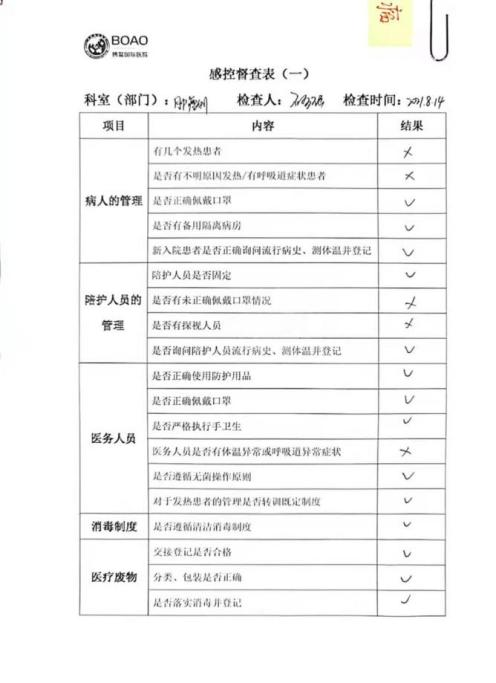 BOAO
博鳌国际医院
感控督查表（一）
科室（部门）： 检查人： 检查时间：2021.8.14
项目 内容 结果
病人的管理
有几个发热患者 ×
是否有不明原因发热/有呼吸道症状患者 ×
是否正确佩戴口罩 ✓
是否有备用隔离病房 ✓
新入院患者是否正确询问流行病史、测体温并登记 ✓
陪护人员的管理
陪护人员是否固定 ✓
是否有未正确佩戴口罩情况 ×
是否有探视人员 ×
是否询问陪护人员流行病史、测体温并登记 ✓
医务人员
是否正确使用防护用品 ✓
是否正确佩戴口罩 ✓
是否严格执行手卫生 ✓
医务人员是否有体温异常或呼吸道异常症状 ×
是否遵循无菌操作原则 ✓
对于发热患者的管理是否转调既定制度 ✓
消毒制度 是否遵循清洁消毒制度 ✓
医疗废物
交接登记是否合格 ✓
分类、包装是否正确 ✓
是否落实消毒并登记 ✓